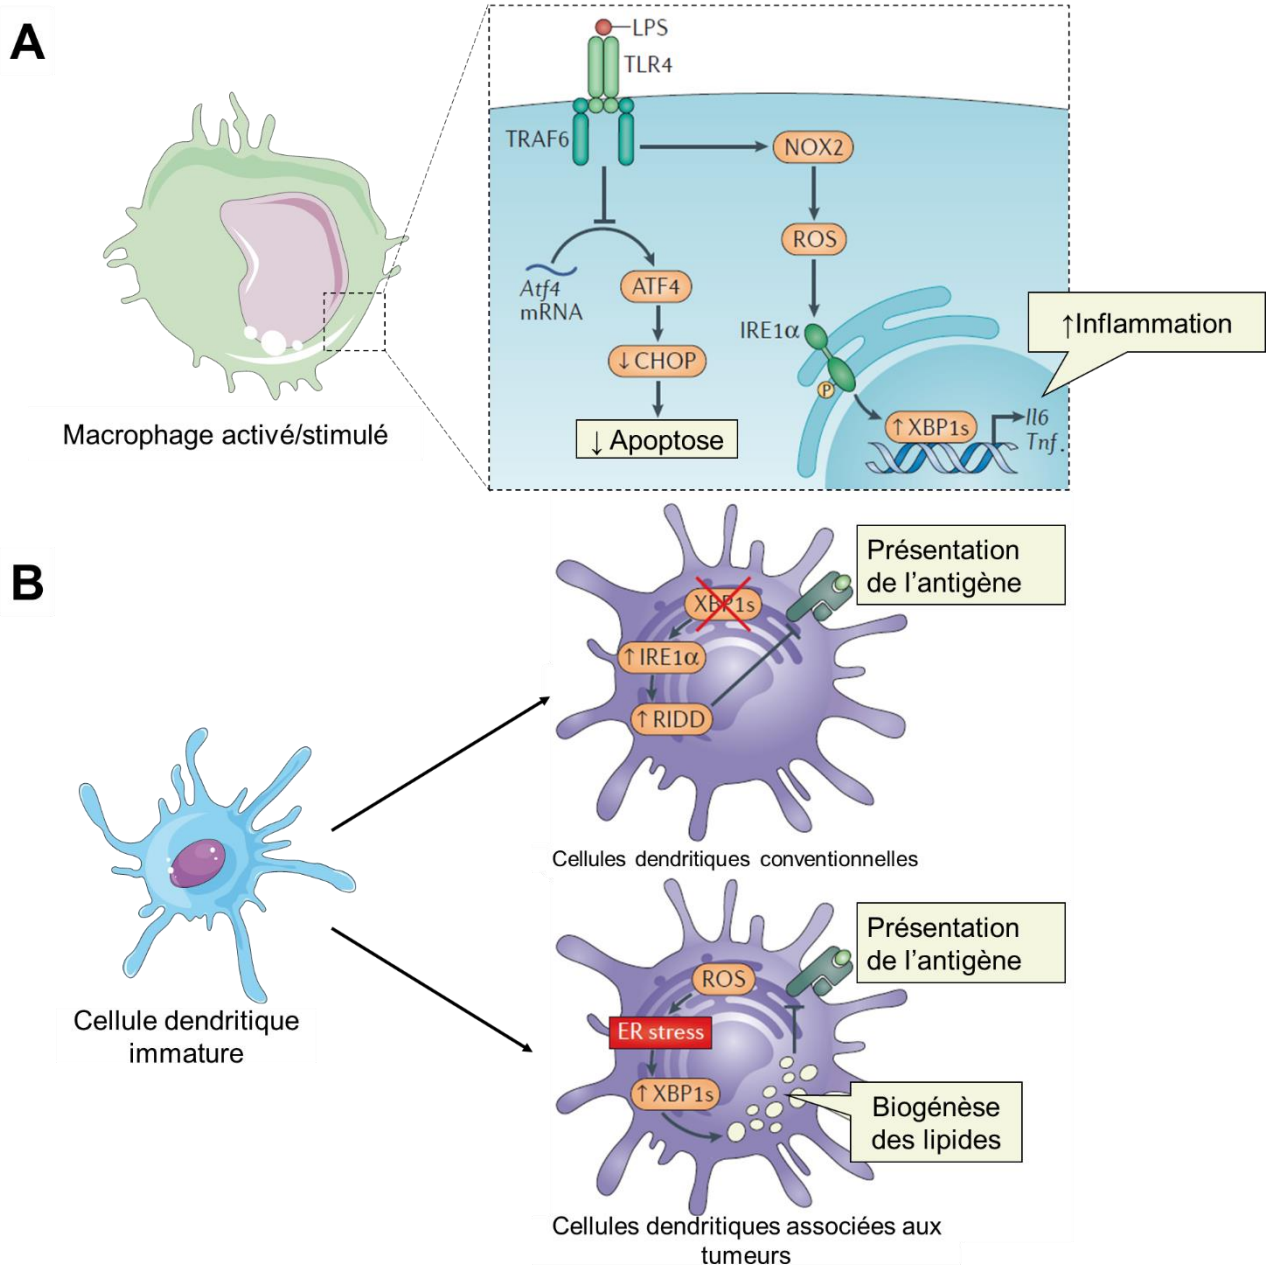 A
LPS
TLR4
TRAF6
NOX2
ROS
Atf4
mRNA
ATF4
IRE1α
P
↓ CHOP
↓ Apoptose
↑ XBP1s
Il6
Tnf.
↑Inflammation
Macrophage activé/stimulé
B
XBP1s
↑ IRE1α
↑ RIDD
Présentation
de l’antigène
Cellules dendritiques conventionnelles
Cellule dendritique
immature
ROS
ER stress
↑ XBP1s
Présentation
de l’antigène
Biogénèse
des lipides
Cellules dendritiques associées aux
tumeurs